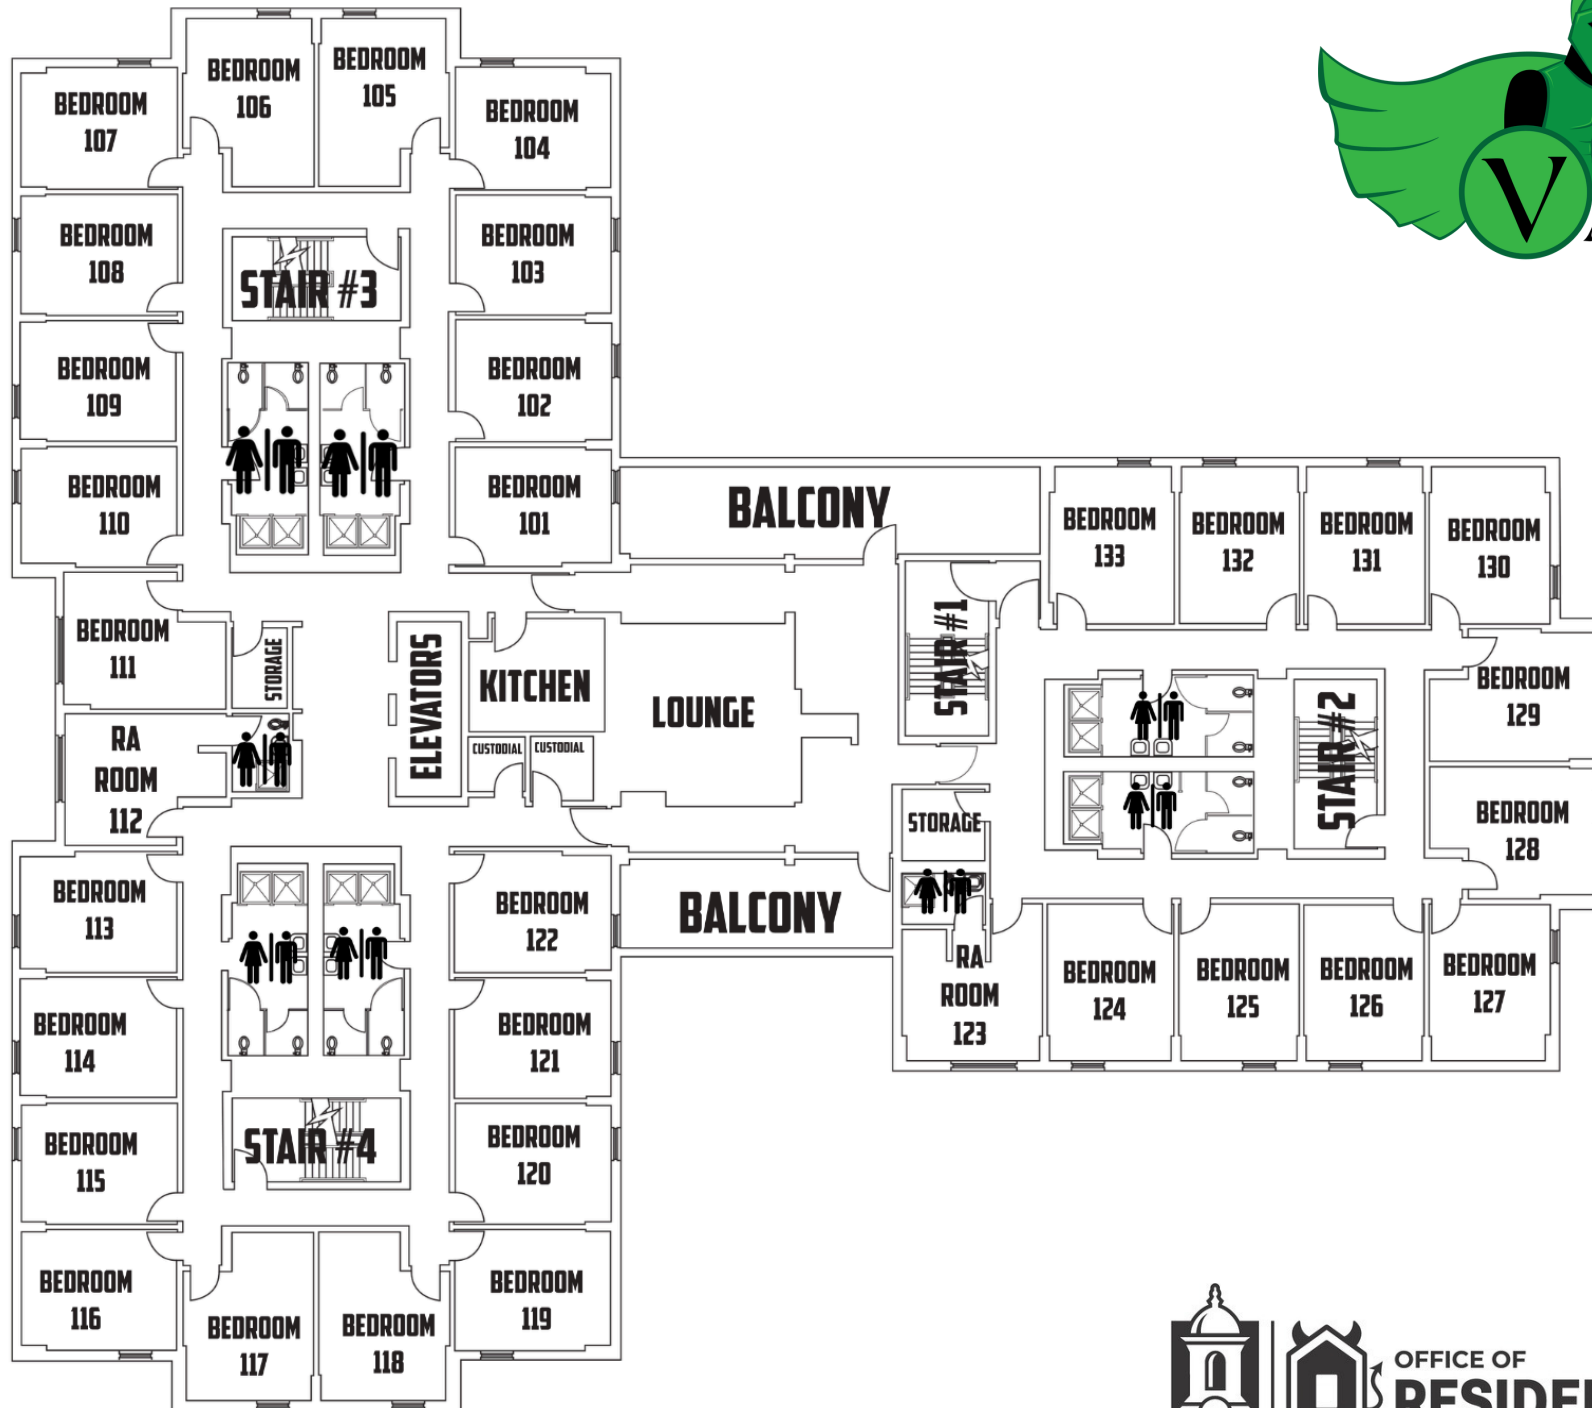 BEDROOM
106
BEDROOM
105
BEDROOM
107
BEDROOM
104
V
BEDROOM
108
BEDROOM
103
STAIR #3
BEDROOM
109
BEDROOM
102
BEDROOM
110
BEDROOM
101
BALCONY
BEDROOM
133
BEDROOM
132
BEDROOM
131
BEDROOM
130
BEDROOM
111
STORAGE
ELEVATORS
KITCHEN
LOUNGE
STAIR #1
STAIR #2
BEDROOM
129
RA
ROOM
112
CUSTODIAL
CUSTODIAL
STORAGE
BEDROOM
128
BEDROOM
113
BEDROOM
122
BALCONY
RA
ROOM
123
BEDROOM
124
BEDROOM
125
BEDROOM
126
BEDROOM
127
BEDROOM
114
BEDROOM
121
BEDROOM
115
STAIR #4
BEDROOM
120
BEDROOM
116
BEDROOM
117
BEDROOM
118
BEDROOM
119
OFFICE OF